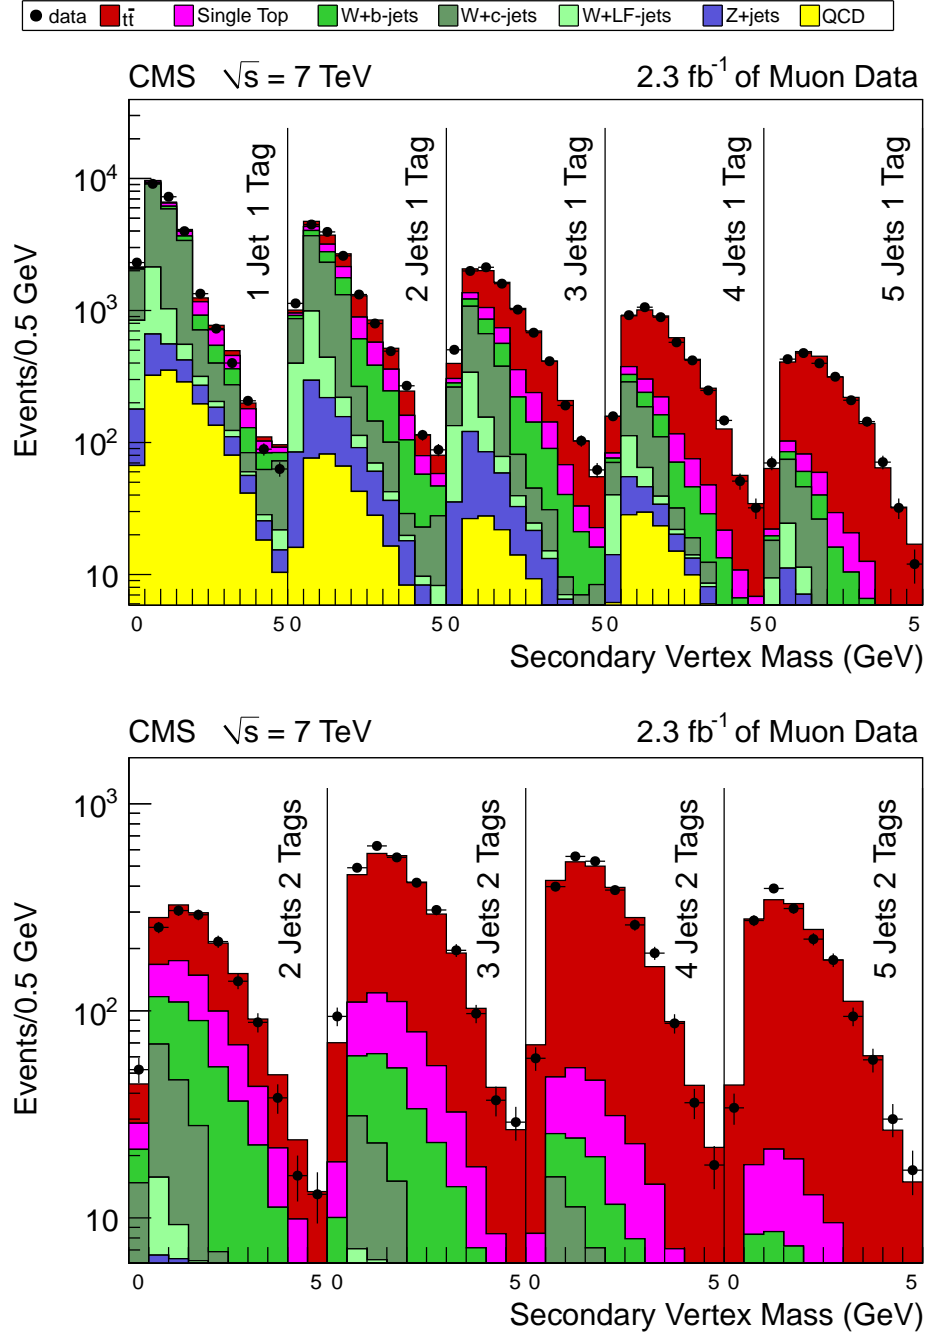 data tt̄ Single Top W+b-jets W+c-jets W+LF-jets Z+jets QCD
CMS √s = 7 TeV 2.3 fb⁻¹ of Muon Data
Events/0.5 GeV
10⁴
10³
10²
10
1 Jet 1 Tag
2 Jets 1 Tag
3 Jets 1 Tag
4 Jets 1 Tag
5 Jets 1 Tag
0 5 0 5 0 5 0 5 0 5
Secondary Vertex Mass (GeV)
CMS √s = 7 TeV 2.3 fb⁻¹ of Muon Data
Events/0.5 GeV
10³
10²
10
2 Jets 2 Tags
3 Jets 2 Tags
4 Jets 2 Tags
5 Jets 2 Tags
0 5 0 5 0 5 0 5
Secondary Vertex Mass (GeV)